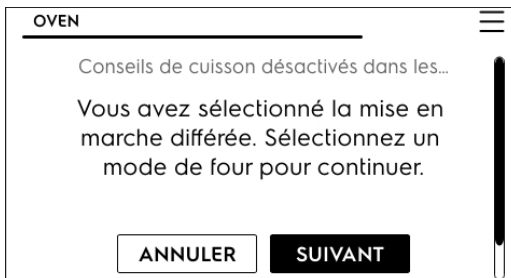 OVEN
Conseils de cuisson désactivés dans les...
Vous avez sélectionné la mise en
marche différée. Sélectionnez un
mode de four pour continuer.
ANNULER SUIVANT